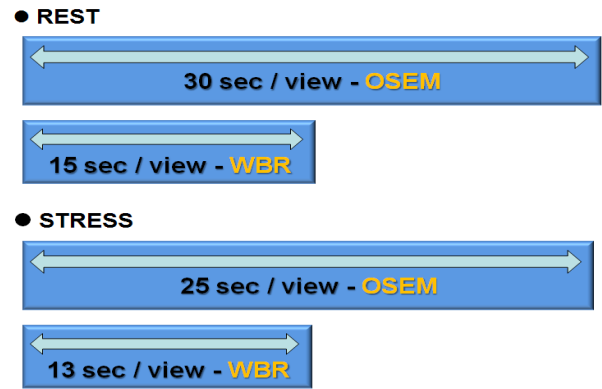 ● REST
30 sec / view - OSEM
15 sec / view - WBR
● STRESS
25 sec / view - OSEM
13 sec / view - WBR